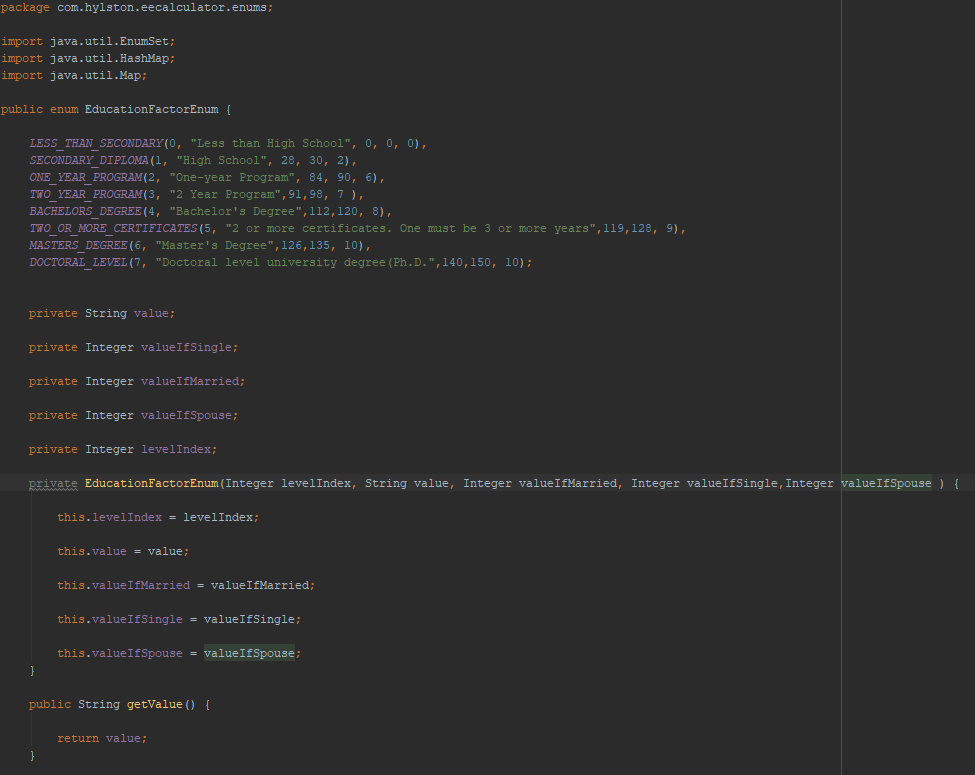 package com.hylston.eecalculator.enums;
import java.util.EnumSet;
import java.util.HashMap;
import java.util.Map;
public enum EducationFactorEnum {
LESS_THAN_SECONDARY(0, "Less than High School", 0, 0, 0),
SECONDARY_DIPLOMA(1, "High School", 28, 30, 2),
ONE_YEAR_PROGRAM(2, "One-year Program", 84, 90, 6),
TWO_YEAR_PROGRAM(3, "2 Year Program",91,98, 7 ),
BACHELORS_DEGREE(4, "Bachelor's Degree",112,120, 8),
TWO_OR_MORE_CERTIFICATES(5, "2 or more certificates. One must be 3 or more years",119,128, 9),
MASTERS_DEGREE(6, "Master's Degree",126,135, 10),
DOCTORAL_LEVEL(7, "Doctoral level university degree(Ph.D.",140,150, 10);
private String value;
private Integer valueIfSingle;
private Integer valueIfMarried;
private Integer valueIfSpouse;
private Integer levelIndex;
private EducationFactorEnum(Integer levelIndex, String value, Integer valueIfMarried, Integer valueIfSingle,Integer valueIfSpouse ) {
this.levelIndex = levelIndex;
this.value = value;
this.valueIfMarried = valueIfMarried;
this.valueIfSingle = valueIfSingle;
this.valueIfSpouse = valueIfSpouse;
}
public String getValue() {
return value;
}